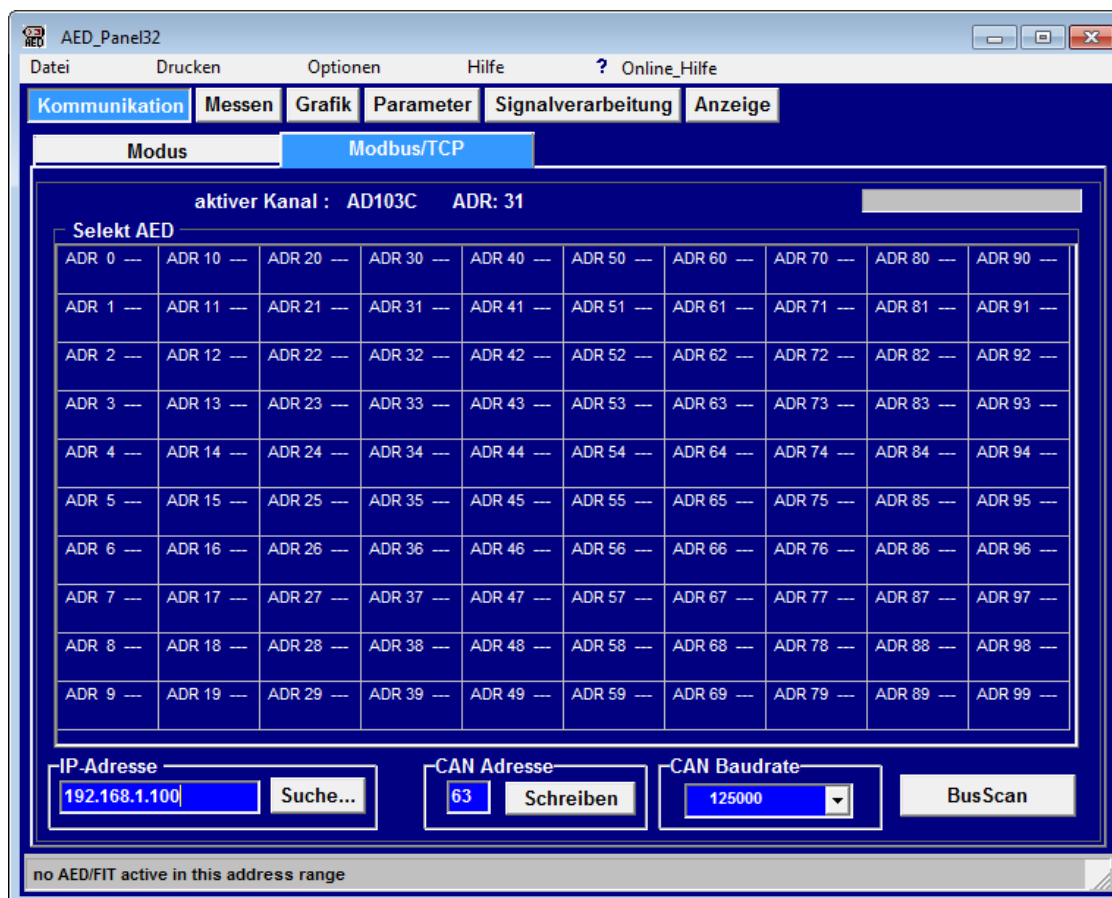 AED_Panel32
Datei Drucken Optionen Hilfe ? Online_Hilfe
Kommunikation Messen Grafik Parameter Signalverarbeitung Anzeige
Modus Modbus/TCP
aktiver Kanal : AD103C ADR: 31
Selekt AED
ADR 0 --- ADR 10 --- ADR 20 --- ADR 30 --- ADR 40 --- ADR 50 --- ADR 60 --- ADR 70 --- ADR 80 --- ADR 90 ---
ADR 1 --- ADR 11 --- ADR 21 --- ADR 31 --- ADR 41 --- ADR 51 --- ADR 61 --- ADR 71 --- ADR 81 --- ADR 91 ---
ADR 2 --- ADR 12 --- ADR 22 --- ADR 32 --- ADR 42 --- ADR 52 --- ADR 62 --- ADR 72 --- ADR 82 --- ADR 92 ---
ADR 3 --- ADR 13 --- ADR 23 --- ADR 33 --- ADR 43 --- ADR 53 --- ADR 63 --- ADR 73 --- ADR 83 --- ADR 93 ---
ADR 4 --- ADR 14 --- ADR 24 --- ADR 34 --- ADR 44 --- ADR 54 --- ADR 64 --- ADR 74 --- ADR 84 --- ADR 94 ---
ADR 5 --- ADR 15 --- ADR 25 --- ADR 35 --- ADR 45 --- ADR 55 --- ADR 65 --- ADR 75 --- ADR 85 --- ADR 95 ---
ADR 6 --- ADR 16 --- ADR 26 --- ADR 36 --- ADR 46 --- ADR 56 --- ADR 66 --- ADR 76 --- ADR 86 --- ADR 96 ---
ADR 7 --- ADR 17 --- ADR 27 --- ADR 37 --- ADR 47 --- ADR 57 --- ADR 67 --- ADR 77 --- ADR 87 --- ADR 97 ---
ADR 8 --- ADR 18 --- ADR 28 --- ADR 38 --- ADR 48 --- ADR 58 --- ADR 68 --- ADR 78 --- ADR 88 --- ADR 98 ---
ADR 9 --- ADR 19 --- ADR 29 --- ADR 39 --- ADR 49 --- ADR 59 --- ADR 69 --- ADR 79 --- ADR 89 --- ADR 99 ---
IP-Adresse CAN Adresse CAN Baudrate
192.168.1.100 Suche... 63 Schreiben 125000 BusScan
no AED/FIT active in this address range